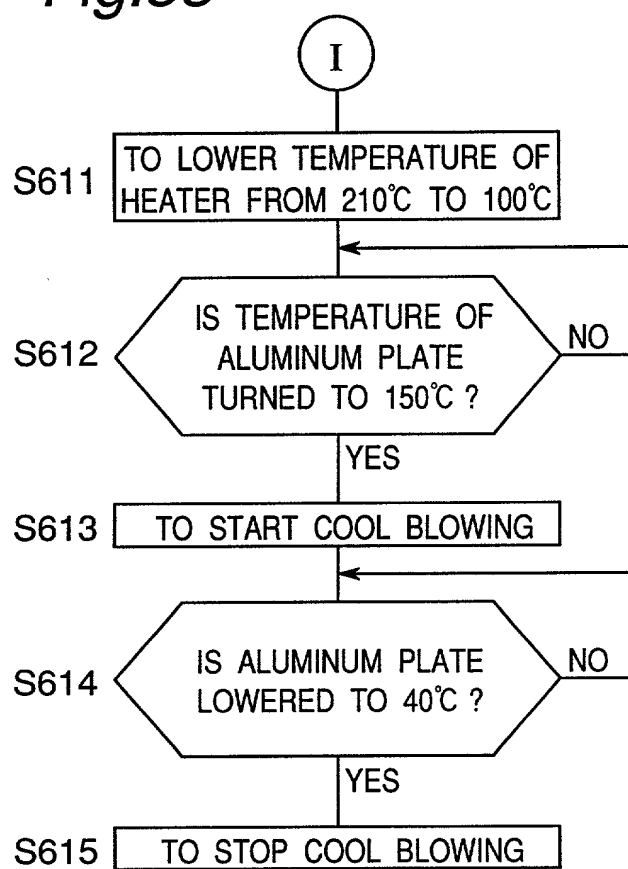 I
S611 TO LOWER TEMPERATURE OF
HEATER FROM 210℃ TO 100℃
S612 IS TEMPERATURE OF
ALUMINUM PLATE
TURNED TO 150℃ ?
NO
YES
S613 TO START COOL BLOWING
S614 IS ALUMINUM PLATE
LOWERED TO 40℃ ?
NO
YES
S615 TO STOP COOL BLOWING